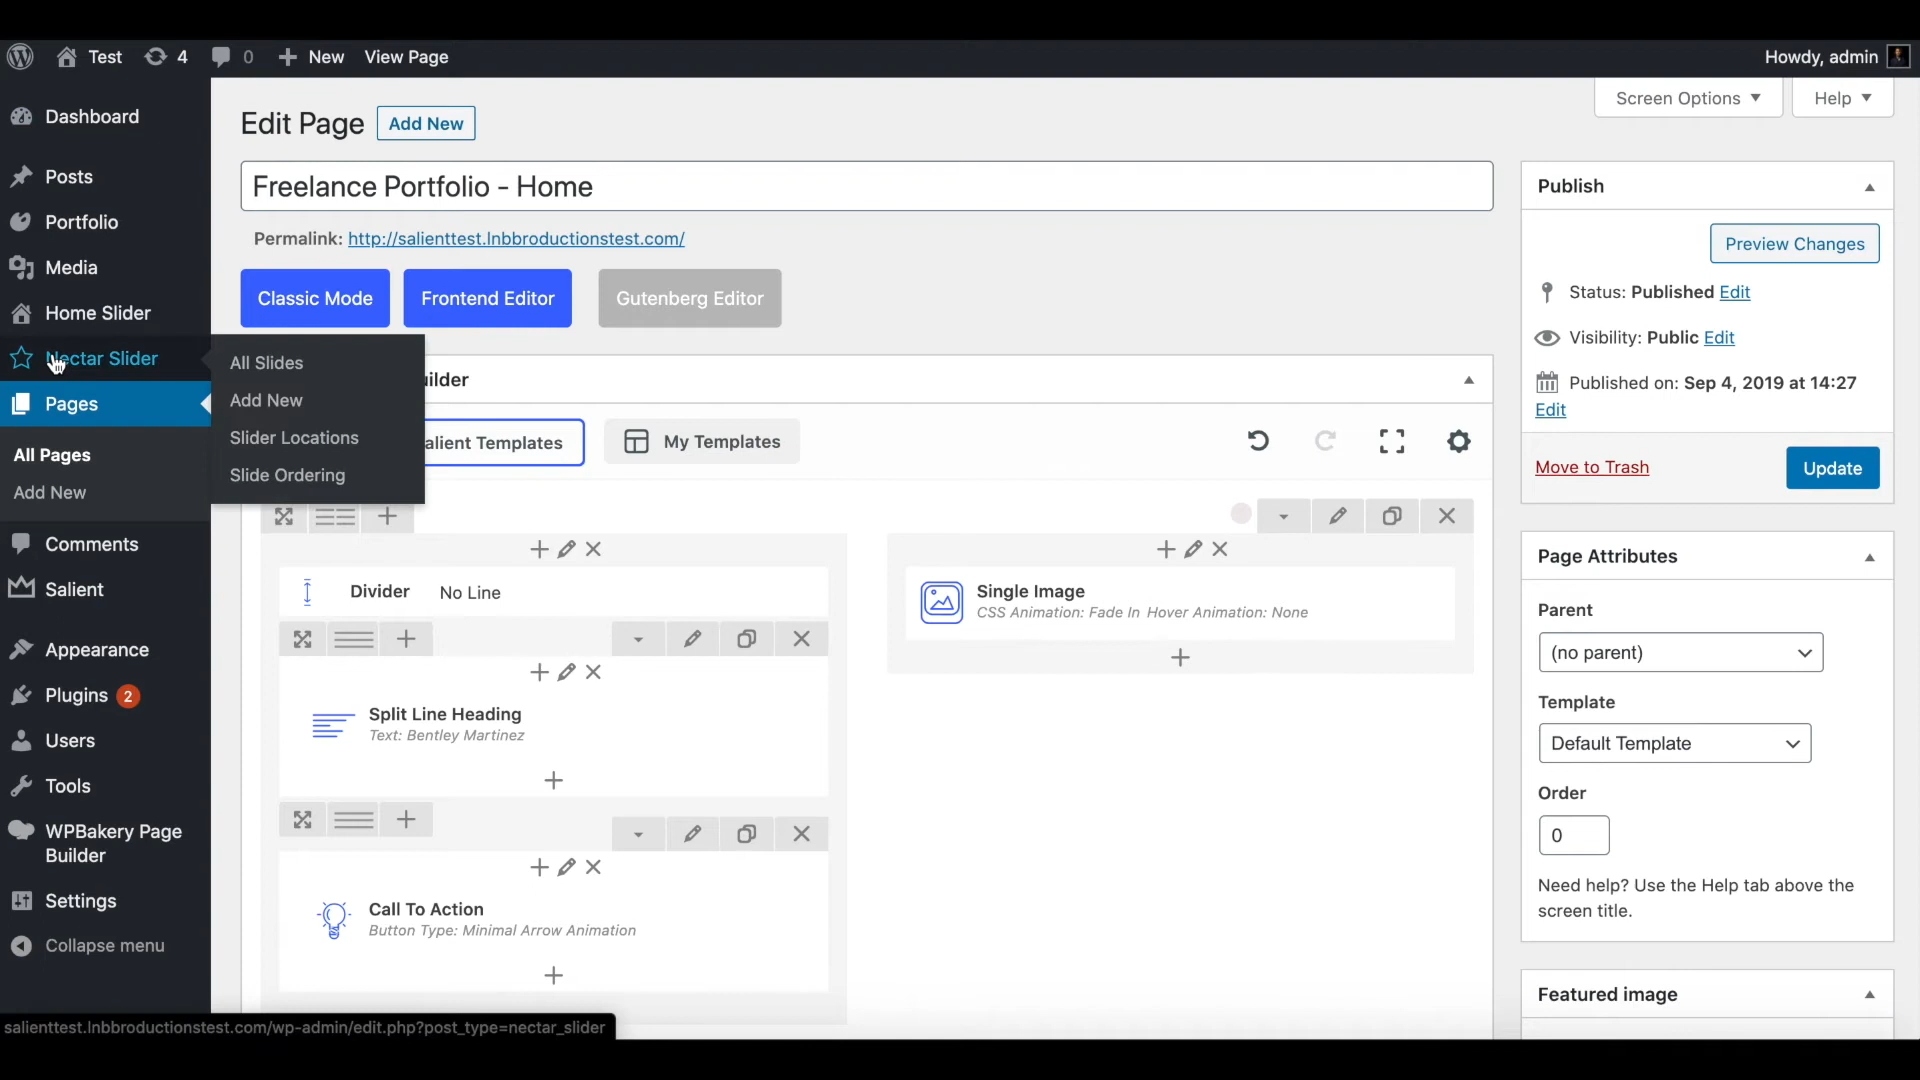 Test 4 0 New View Page Howdy, admin
Screen Options Help
Dashboard
Posts
Portfolio
Media
Home Slider
Nectar Slider
Pages
All Pages
Add New
Comments
Salient
Appearance
Plugins 2
Users
Tools
WPBakery Page
Builder
Settings
Collapse menu
All Slides
Add New
Slider Locations
Slide Ordering
Edit Page Add New
Freelance Portfolio - Home
Permalink: http://salienttest.lnbbroductionstest.com/
Classic Mode Frontend Editor Gutenberg Editor
uilder
alient Templates My Templates
Divider No Line
Split Line Heading
Text: Bentley Martinez
Call To Action
Button Type: Minimal Arrow Animation
Single Image
CSS Animation: Fade In Hover Animation: None
Publish
Preview Changes
Status: Published Edit
Visibility: Public Edit
Published on: Sep 4, 2019 at 14:27
Edit
Move to Trash Update
Page Attributes
Parent
(no parent)
Template
Default Template
Order
0
Need help? Use the Help tab above the
screen title.
Featured image
salienttest.lnbbroductionstest.com/wp-admin/edit.php?post_type=nectar_slider